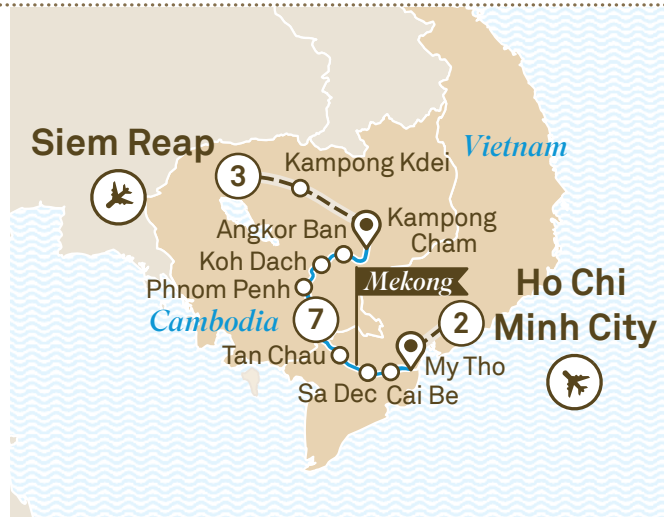 Siem Reap
3
Kampong Kdei
Vietnam
Angkor Ban
Kampong
Cham
Koh Dach
Phnom Penh
Mekong
Ho Chi
Minh City
Cambodia
7
2
Tan Chau
My Tho
Sa Dec
Cai Be